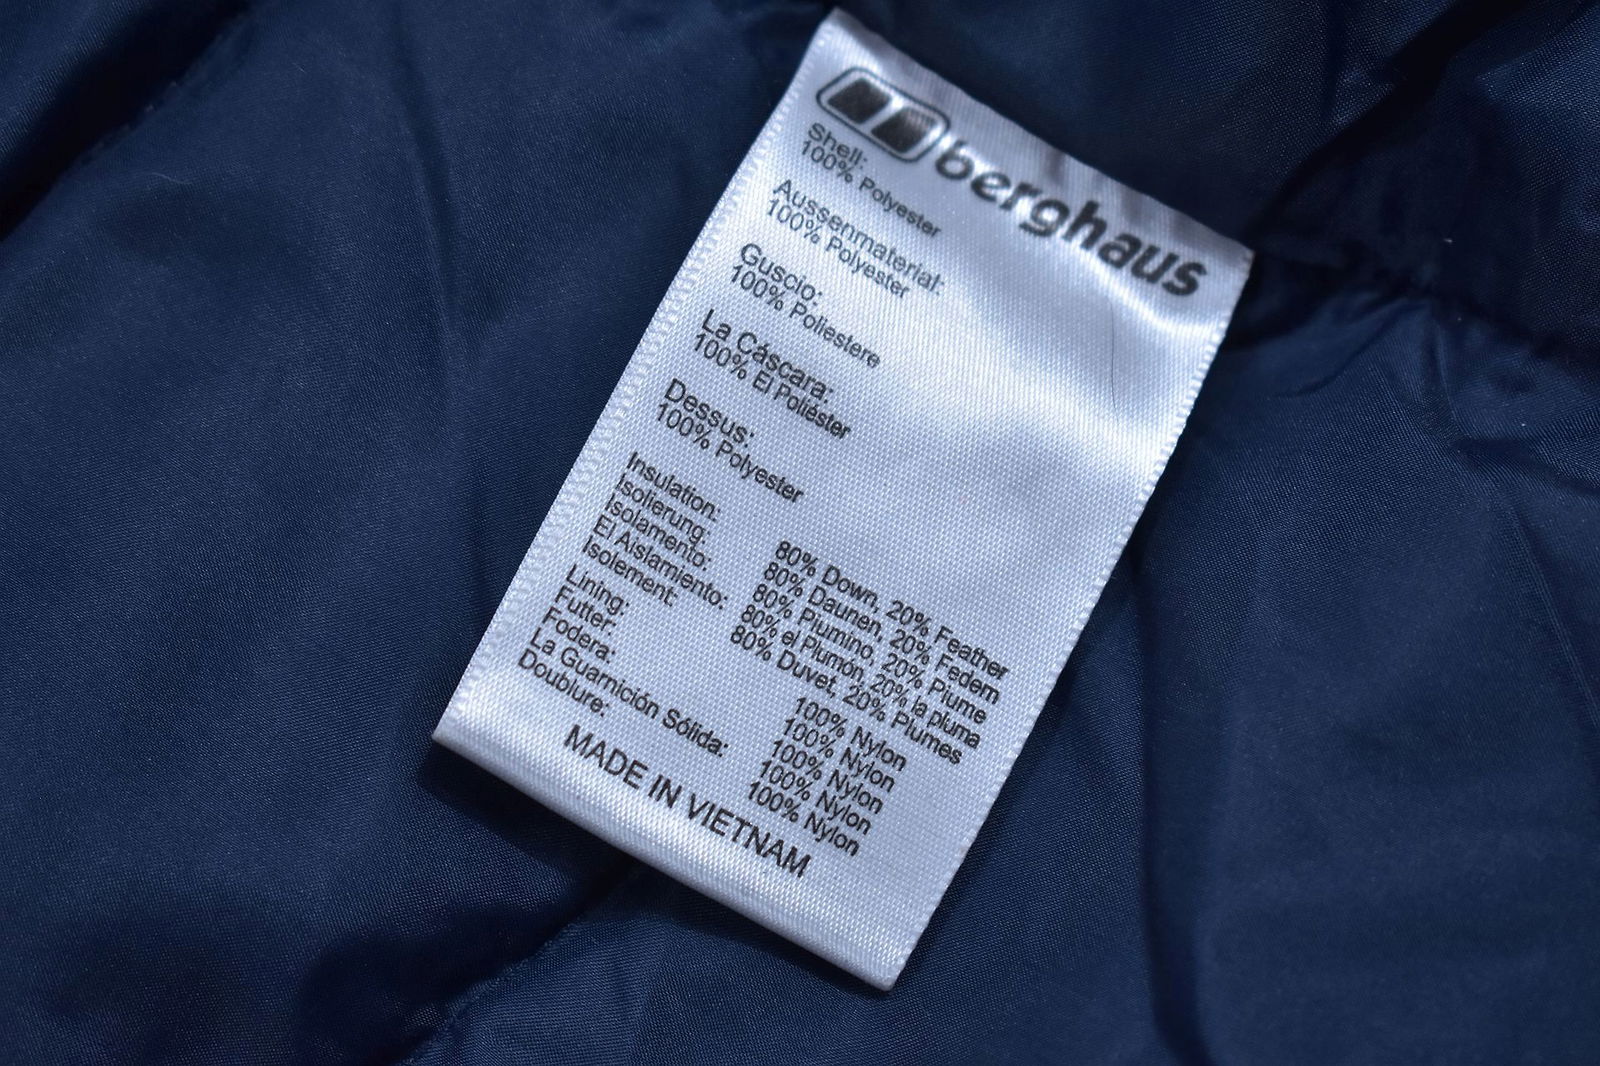 berghaus
Shell:
100% Polyester
Aussenmaterial:
100% Polyester
Guscio:
100% Poliestere
La Cáscara:
100% El Poliéster
Dessus:
100% Polyester
Insulation: 80% Down, 20% Feather
Isolierung: 80% Daunen, 20% Federn
Isolamento: 80% Piumino, 20% Piume
El Aislamiento: 80% el Plumón, 20% la pluma
Isolement: 80% Duvet, 20% Plumes
Lining: 100% Nylon
Futter: 100% Nylon
Fodera: 100% Nylon
La Guarnición Sólida: 100% Nylon
Doublure: 100% Nylon
MADE IN VIETNAM